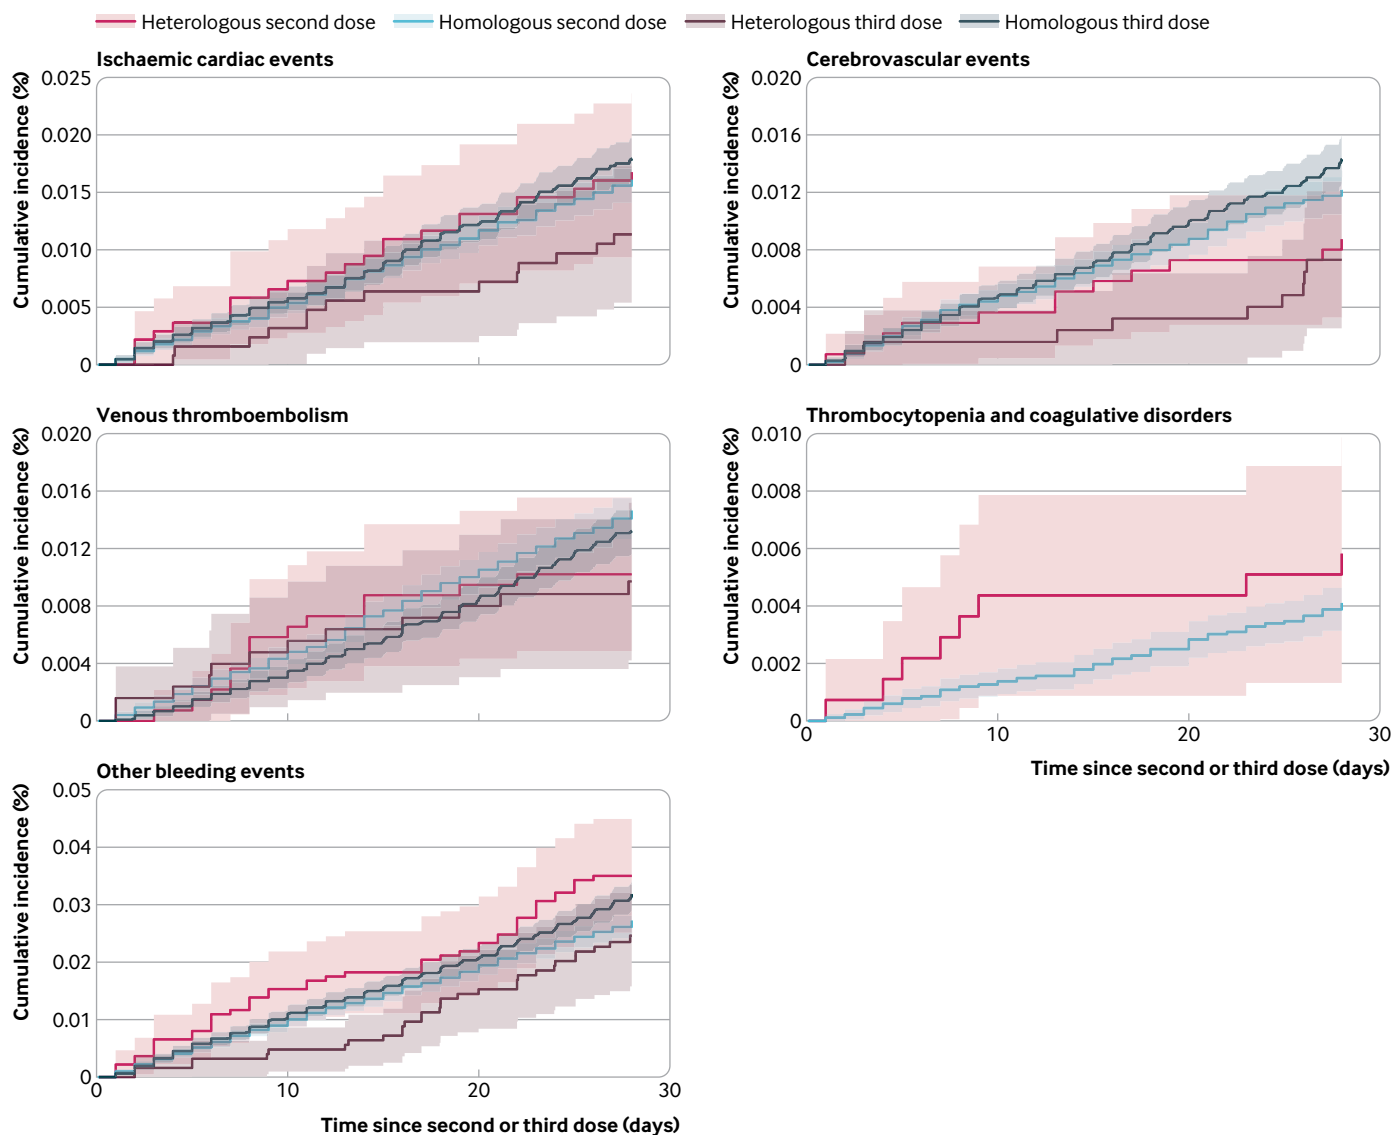 Heterologous second dose Homologous second dose Heterologous third dose Homologous third dose
Ischaemic cardiac events
Cumulative incidence (%)
0.025
0.020
0.015
0.010
0.005
0
Cerebrovascular events
Cumulative incidence (%)
0.020
0.016
0.012
0.008
0.004
0
Venous thromboembolism
Cumulative incidence (%)
0.020
0.016
0.012
0.008
0.004
0
Thrombocytopenia and coagulative disorders
Cumulative incidence (%)
0.010
0.008
0.006
0.004
0.002
0
0 10 20 30
Time since second or third dose (days)
Other bleeding events
Cumulative incidence (%)
0.05
0.04
0.03
0.02
0.01
0
0 10 20 30
Time since second or third dose (days)